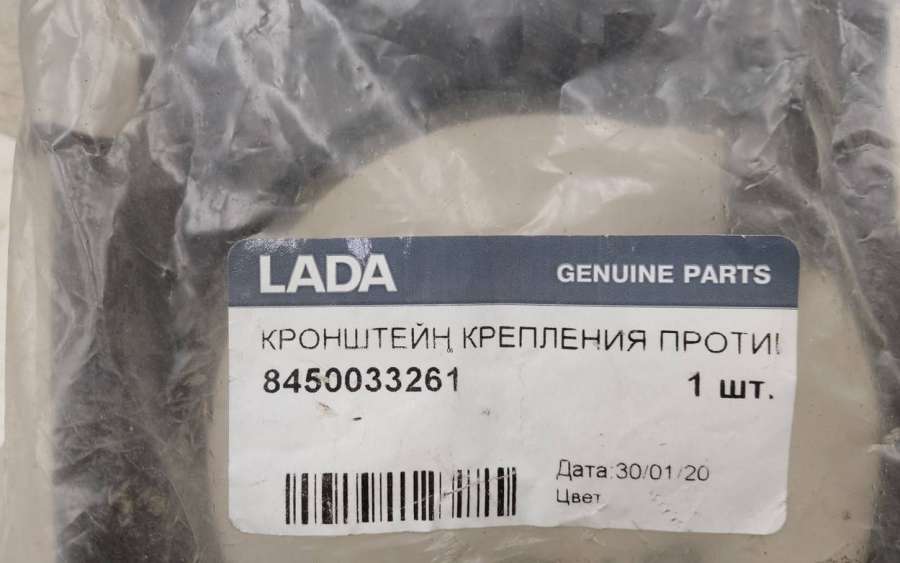 LADA GENUINE PARTS
КРОНШТЕЙН КРЕПЛЕНИЯ ПРОТИ
8450033261 1 шт.
Дата:30/01/20
Цвет